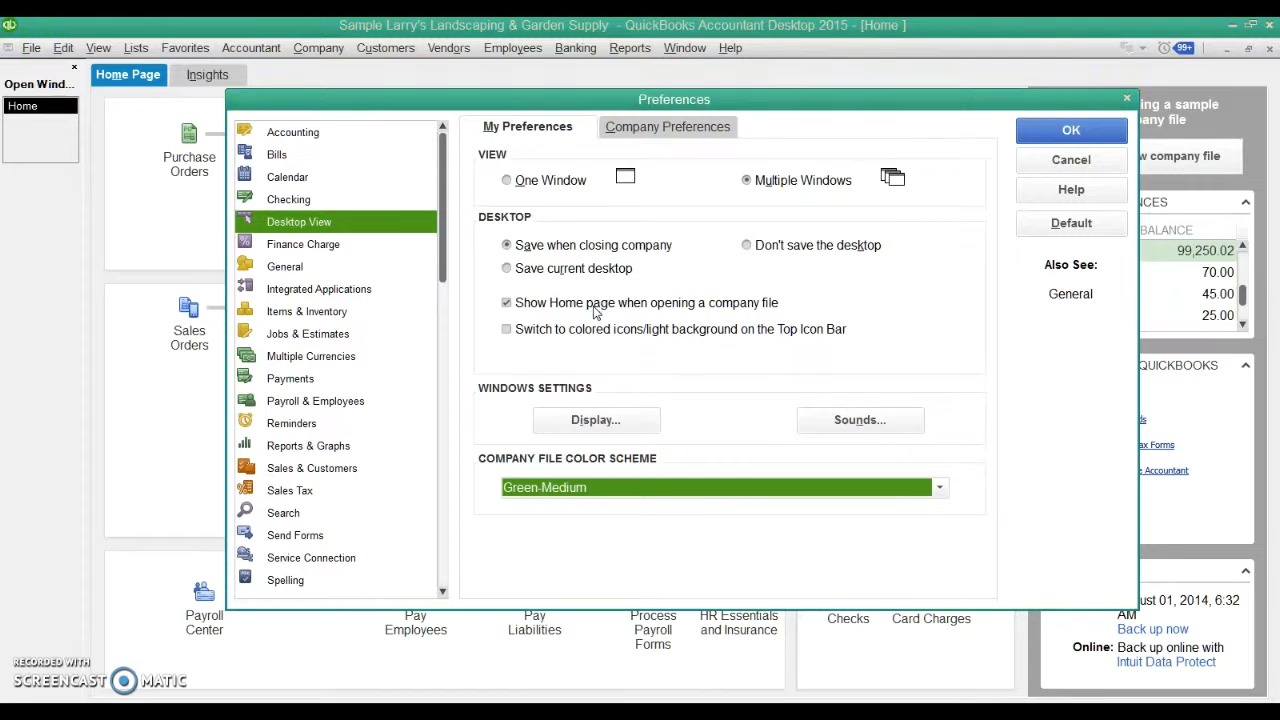 Sample Larry's Landscaping & Garden Supply - QuickBooks Accountant Desktop 2015 - [Home ]
File Edit View Lists Favorites Accountant Company Customers Vendors Employees Banking Reports Window Help
99+
Open Wind...
Home
Home Page Insights
Purchase
Orders
Sales
Orders
Payroll
Center
Pay
Employees
Pay
Liabilities
Process
Payroll
Forms
HR Essentials
and Insurance
Checks
Card Charges
Preferences
Accounting
Bills
Calendar
Checking
Desktop View
Finance Charge
General
Integrated Applications
Items & Inventory
Jobs & Estimates
Multiple Currencies
Payments
Payroll & Employees
Reminders
Reports & Graphs
Sales & Customers
Sales Tax
Search
Send Forms
Service Connection
Spelling
My Preferences Company Preferences
VIEW
One Window Multiple Windows
DESKTOP
Save when closing company Don't save the desktop
Save current desktop
Show Home page when opening a company file
Switch to colored icons/light background on the Top Icon Bar
WINDOWS SETTINGS
Display... Sounds...
COMPANY FILE COLOR SCHEME
Green-Medium
OK
Cancel
Help
Default
Also See:
General
ing a sample
any file
w company file
NCES
BALANCE
99,250.02
70.00
45.00
25.00
QUICKBOOKS
ds
ax Forms
Accountant
ust 01, 2014, 6:32
AM
Back up now
Online: Back up online with
Intuit Data Protect
RECORDED WITH
SCREENCAST MATIC